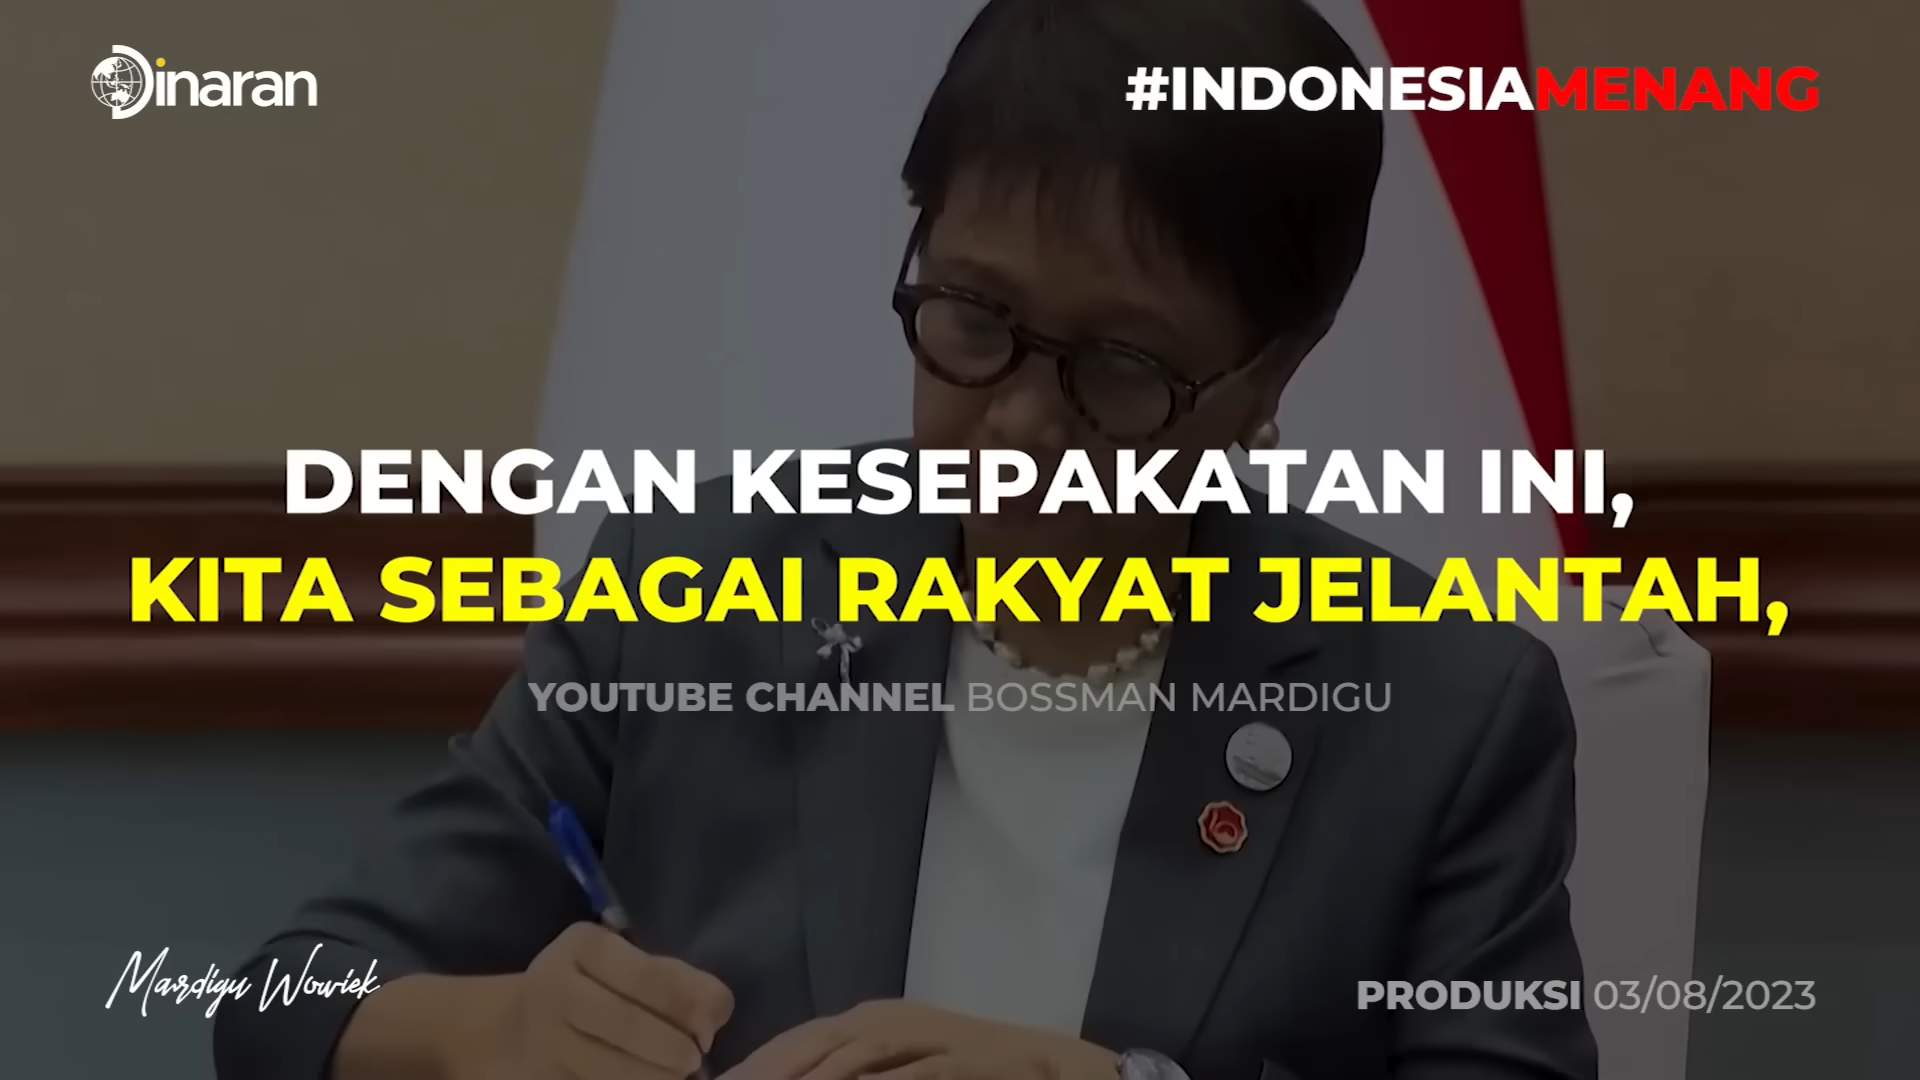 Dinaran
#INDONESIAMENANG
DENGAN KESEPAKATAN INI,
KITA SEBAGAI RAKYAT JELANTAH,
YOUTUBE CHANNEL BOSSMAN MARDIGU
Mardigu Wowiek
PRODUKSI 03/08/2023